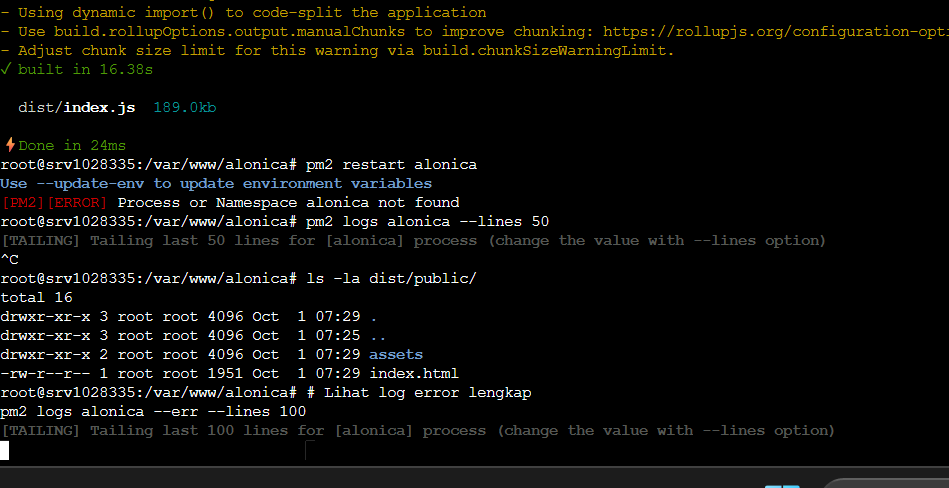 - Using dynamic import() to code-split the application
- Use build.rollupOptions.output.manualChunks to improve chunking: https://rollupjs.org/configuration-opti
- Adjust chunk size limit for this warning via build.chunkSizeWarningLimit.
✓ built in 16.38s
dist/index.js 189.0kb
⚡Done in 24ms
root@srv1028335:/var/www/alonica# pm2 restart alonica
Use --update-env to update environment variables
[PM2][ERROR] Process or Namespace alonica not found
root@srv1028335:/var/www/alonica# pm2 logs alonica --lines 50
[TAILING] Tailing last 50 lines for [alonica] process (change the value with --lines option)
^C
root@srv1028335:/var/www/alonica# ls -la dist/public/
total 16
drwxr-xr-x 3 root root 4096 Oct  1 07:29 .
drwxr-xr-x 3 root root 4096 Oct  1 07:25 ..
drwxr-xr-x 2 root root 4096 Oct  1 07:29 assets
-rw-r--r-- 1 root root 1951 Oct  1 07:29 index.html
root@srv1028335:/var/www/alonica# # Lihat log error lengkap
pm2 logs alonica --err --lines 100
[TAILING] Tailing last 100 lines for [alonica] process (change the value with --lines option)